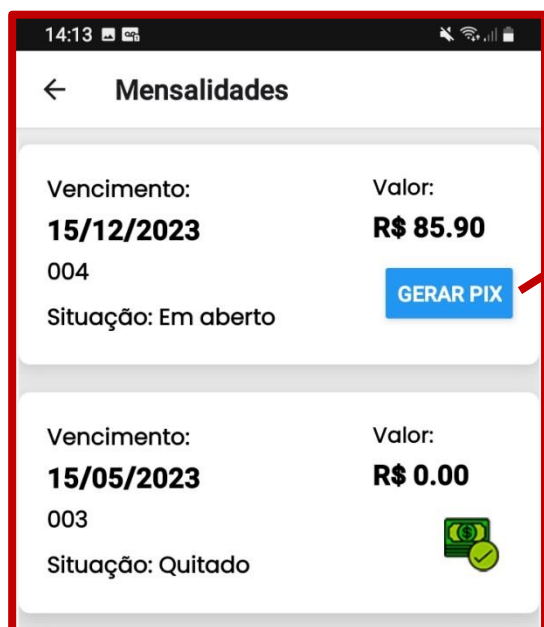 14:13
Mensalidades
Vencimento:
Valor:
15/12/2023
R$ 85.90
004
GERAR PIX
Situação: Em aberto
Vencimento:
Valor:
15/05/2023
R$ 0.00
003
Situação: Quitado